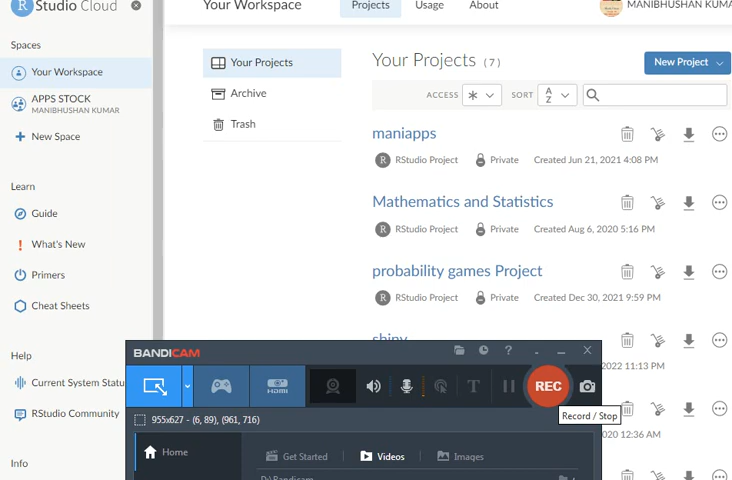 R Studio Cloud
Your Workspace
Projects
Usage
About
MANIBHUSHAN KUMA
Spaces
Your Workspace
APPS STOCK
MANIBHUSHAN KUMAR
New Space
Learn
Guide
What's New
Primers
Cheat Sheets
Help
Current System Statu
RStudio Community
Info
Your Projects
Archive
Trash
Your Projects (7)
New Project
ACCESS
SORT A Z
maniapps
R RStudio Project Private Created Jun 21, 2021 4:08 PM
Mathematics and Statistics
R RStudio Project Private Created Aug 6, 2020 5:16 PM
probability games Project
R RStudio Project Private Created Dec 30, 2021 9:59 PM
shiny
2022 11:13 PM
2020 12:36 AM
BANDICAM
HDMI
T
REC
Record / Stop
955x627 - (6, 89), (961, 716)
Home
Get Started
Videos
Images